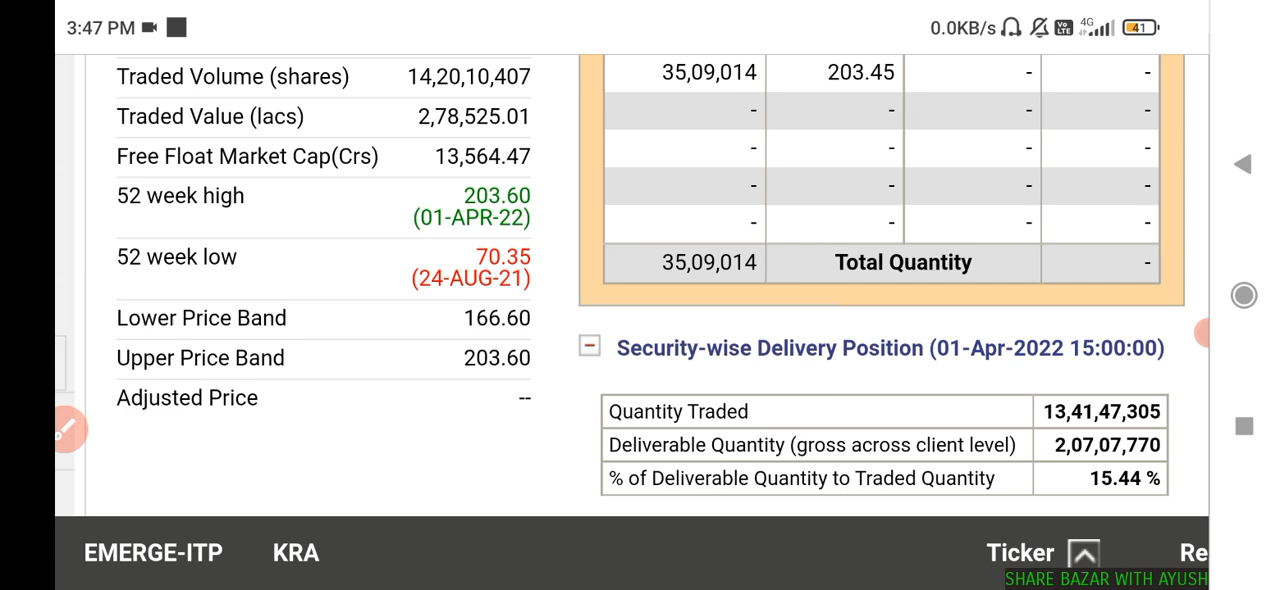 3:47 PM 0.0KB/s Vo LTE 4G 41
Traded Volume (shares) 14,20,10,407
Traded Value (lacs) 2,78,525.01
Free Float Market Cap(Crs) 13,564.47
52 week high 203.60
(01-APR-22)
52 week low 70.35
(24-AUG-21)
Lower Price Band 166.60
Upper Price Band 203.60
Adjusted Price --
35,09,014 203.45 - -
- - - -
- - - -
- - - -
- - - -
35,09,014 Total Quantity -
Security-wise Delivery Position (01-Apr-2022 15:00:00)
Quantity Traded 13,41,47,305
Deliverable Quantity (gross across client level) 2,07,07,770
% of Deliverable Quantity to Traded Quantity 15.44 %
EMERGE-ITP KRA Ticker Re
SHARE BAZAR WITH AYUSH